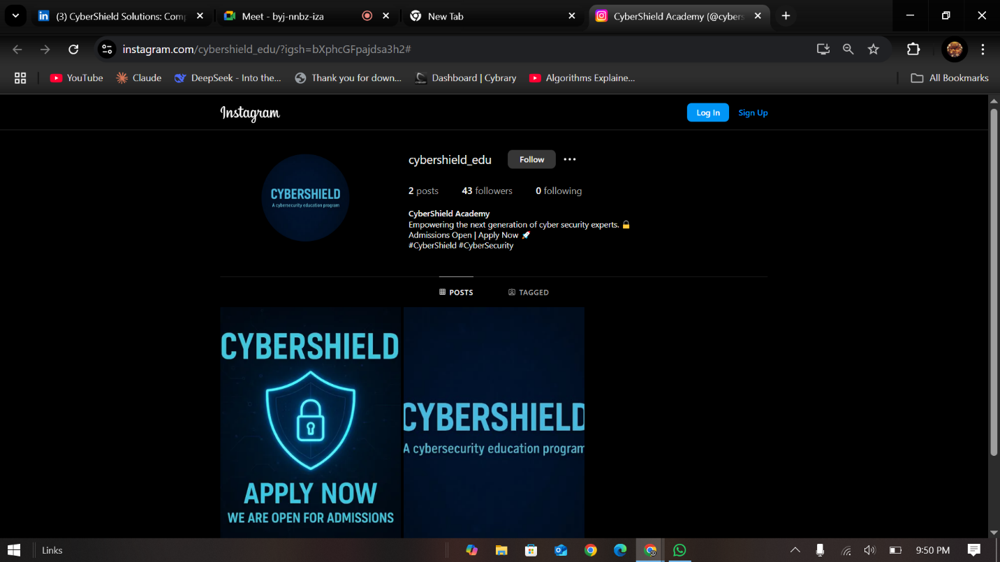 (3) CyberShield Solutions: Comp
Meet - byj-nnbz-iza
New Tab
CyberShield Academy (@cybers
instagram.com/cybershield_edu/?igsh=bXphcGFpajdsa3h2#
YouTube
Claude
DeepSeek - Into the...
Thank you for down...
Dashboard | Cybrary
Algorithms Explaine...
All Bookmarks
Instagram
Log In
Sign Up
CYBERSHIELD
A cybersecurity education program
cybershield_edu
Follow
2 posts 43 followers 0 following
CyberShield Academy
Empowering the next generation of cyber security experts. 🔒
Admissions Open | Apply Now 🚀
#CyberShield #CyberSecurity
POSTS
TAGGED
CYBERSHIELD
APPLY NOW
WE ARE OPEN FOR ADMISSIONS
CYBERSHIELD
A cybersecurity education program
Links
9:50 PM